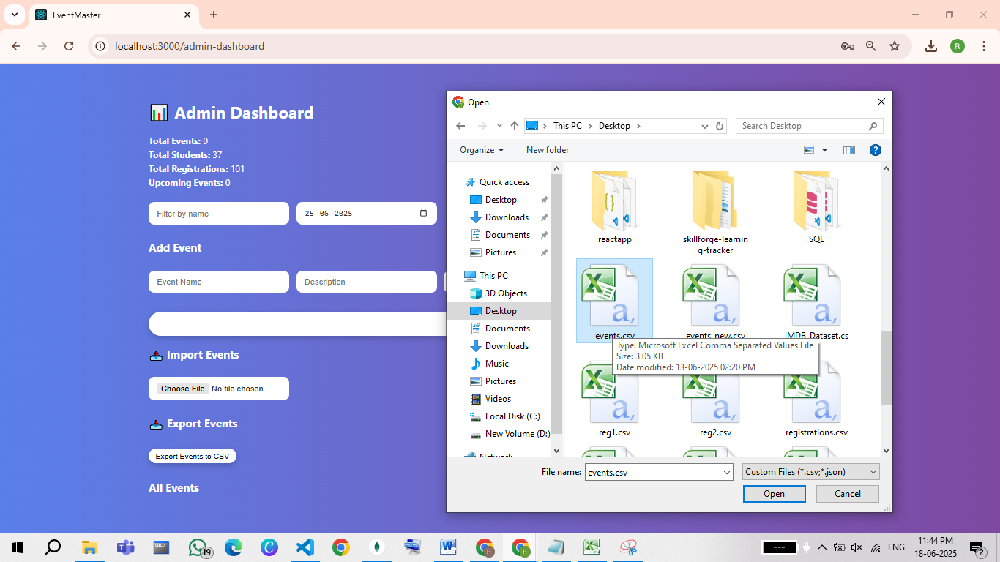 EventMaster
localhost:3000/admin-dashboard
R
Admin Dashboard
Total Events: 0
Total Students: 37
Total Registrations: 101
Upcoming Events: 0
Filter by name
25-06-2025
Add Event
Event Name
Description
Import Events
Choose File No file chosen
Export Events
Export Events to CSV
All Events
Open
This PC
Desktop
Search Desktop
Organize
New folder
?
Quick access
Desktop
Downloads
Documents
Pictures
This PC
3D Objects
Desktop
Documents
Downloads
Music
Pictures
Videos
Local Disk (C:)
New Volume (D:)
Network
reactapp
skillforge-learnin
g-tracker
SQL
events.csv
events_new.csv
IMDB_Dataset.cs
Type: Microsoft Excel Comma Separated Values File
Size: 3.05 KB
Date modified: 13-06-2025 02:20 PM
reg1.csv
reg2.csv
registrations.csv
File name:
events.csv
Custom Files (*.csv;*.json)
Open
Cancel
19
---
ENG
11:44 PM
18-06-2025
2